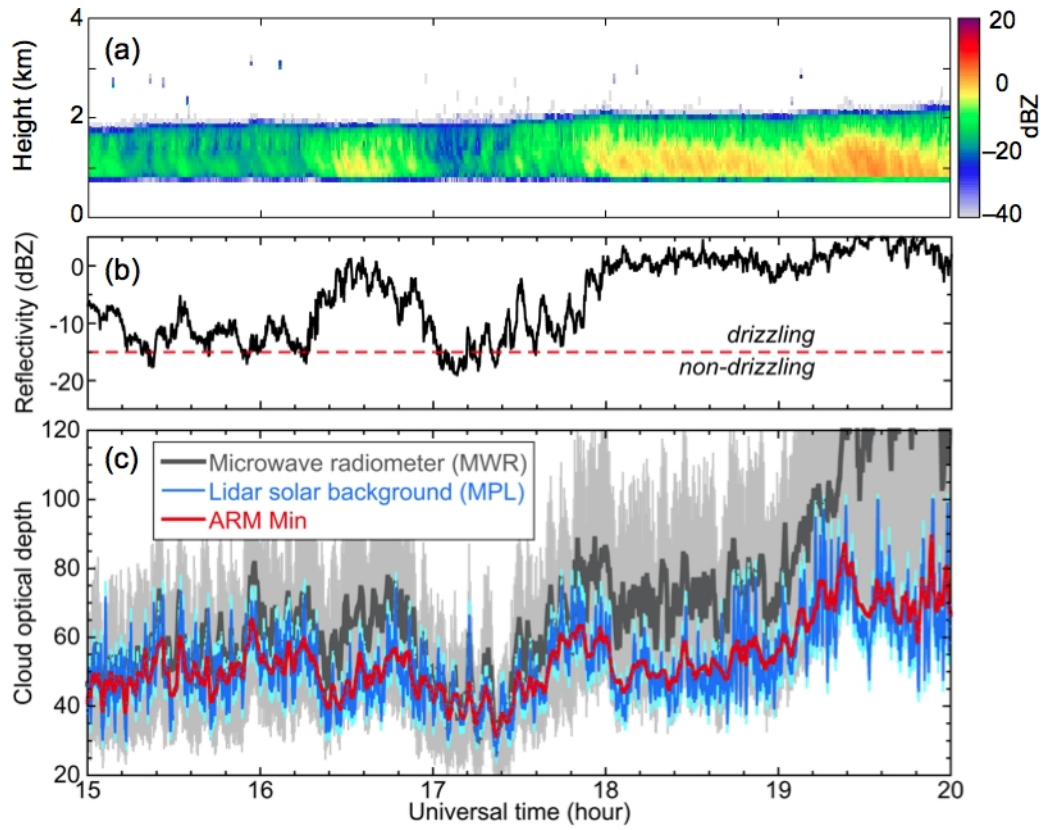 (a)
Height (km)
4
2
0
20
0
–20
–40
dBZ
(b)
Reflectivity (dBZ)
0
-10
-20
drizzling
non-drizzling
(c)
Cloud optical depth
120
100
80
60
40
20
Microwave radiometer (MWR)
Lidar solar background (MPL)
ARM Min
15 16 17 18 19 20
Universal time (hour)